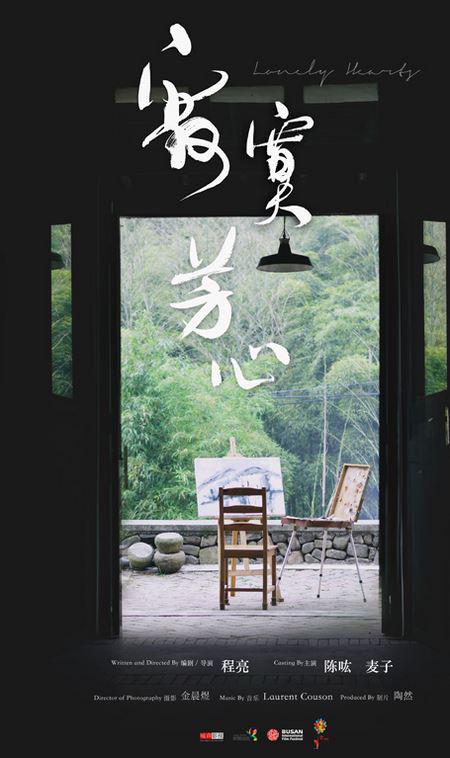 Lonely Hearts
寂寞芳心
Written and Directed By 编剧 / 导演 程亮 Casting By主演 陈呟 麦子
Director of Photography 摄影 金晨煜 Music By 音乐 Laurent Couson Produced By 制片 陶然
BUSAN
International
Film Festival